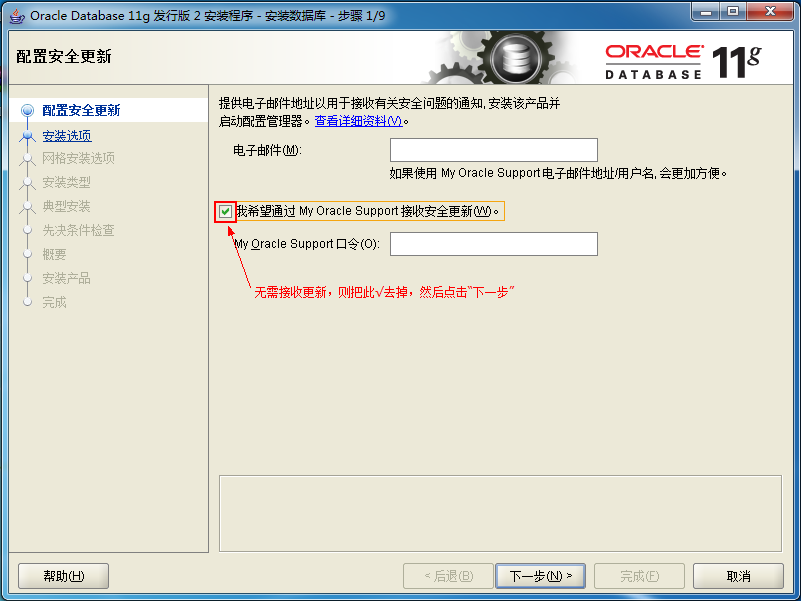 Oracle Database 11g 发行版 2 安装程序 - 安装数据库 - 步骤 1/9
配置安全更新
ORACLE
DATABASE
11g
配置安全更新
安装选项
网格安装选项
安装类型
典型安装
先决条件检查
概要
安装产品
完成
提供电子邮件地址以用于接收有关安全问题的通知, 安装该产品并
启动配置管理器。查看详细资料(V)。
电子邮件(M):
如果使用 My Oracle Support 电子邮件地址/用户名, 会更加方便。
我希望通过 My Oracle Support 接收安全更新(W)。
My Oracle Support 口令(O):
无需接收更新，则把此√去掉，然后点击“下一步”
帮助(H)
< 后退(B)
下一步(N) >
完成(F)
取消